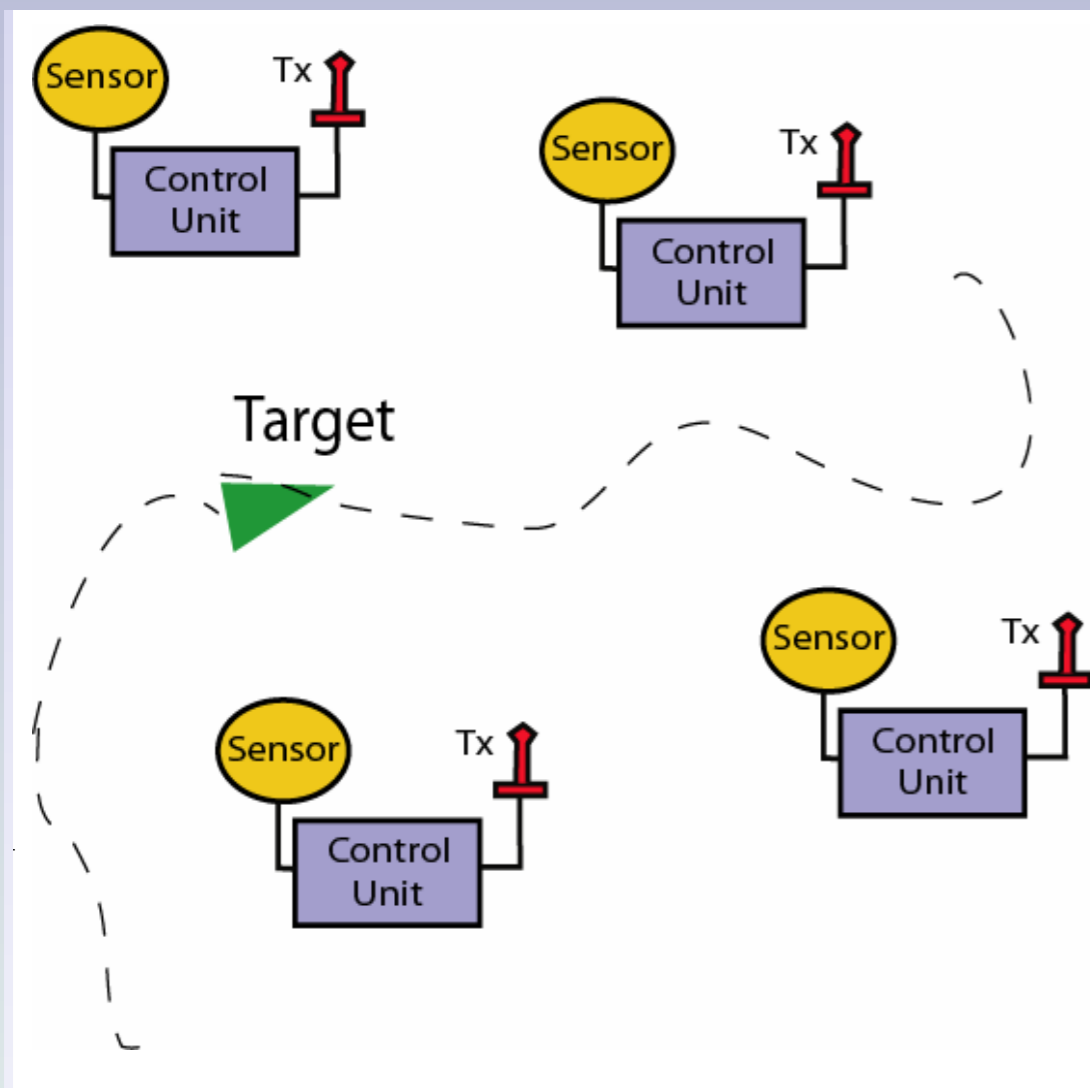 Sensor
Tx
Control
Unit
Sensor
Tx
Control
Unit
Target
Sensor
Tx
Control
Unit
Sensor
Tx
Control
Unit